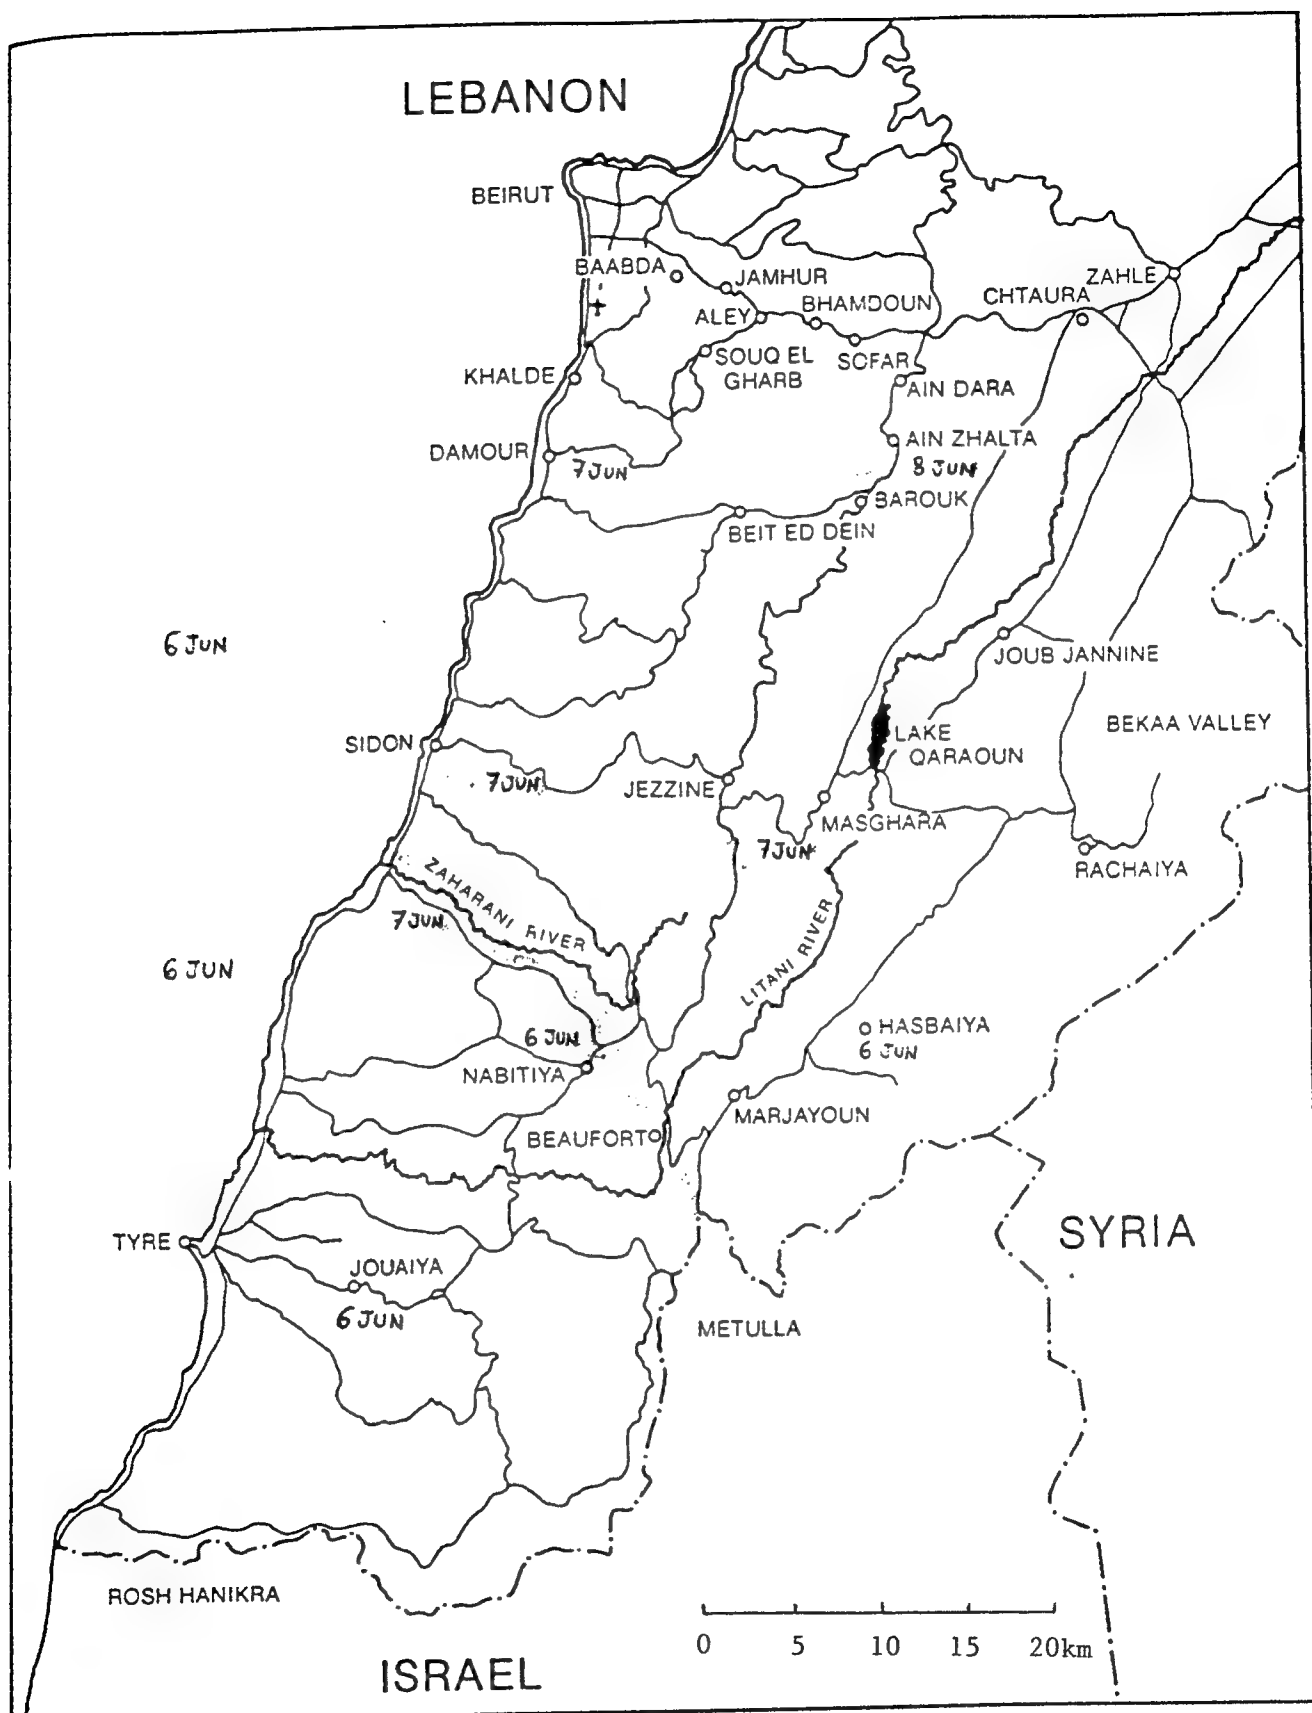 LEBANON
BEIRUT
BAABDA
JAMHUR
ZAHLE
CHTAURA
BHAMDOUN
ALEY
SOUQ EL
GHARB
SOFAR
KHALDE
AIN DARA
DAMOUR
7 JUN
AIN ZHALTA
8 JUN
BAROUK
BEIT ED DEIN
6 JUN
JOUB JANNINE
BEKAA VALLEY
LAKE
QARAOUN
SIDON
7 JUN
JEZZINE
MASGHARA
7 JUN
RACHAIYA
ZAHARANI RIVER
7 JUN
LITANI RIVER
6 JUN
HASBAIYA
6 JUN
6 JUN
NABITIYA
MARJAYOUN
BEAUFORT
SYRIA
TYRE
JOUAIYA
6 JUN
METULLA
ROSH HANIKRA
0 5 10 15 20km
ISRAEL